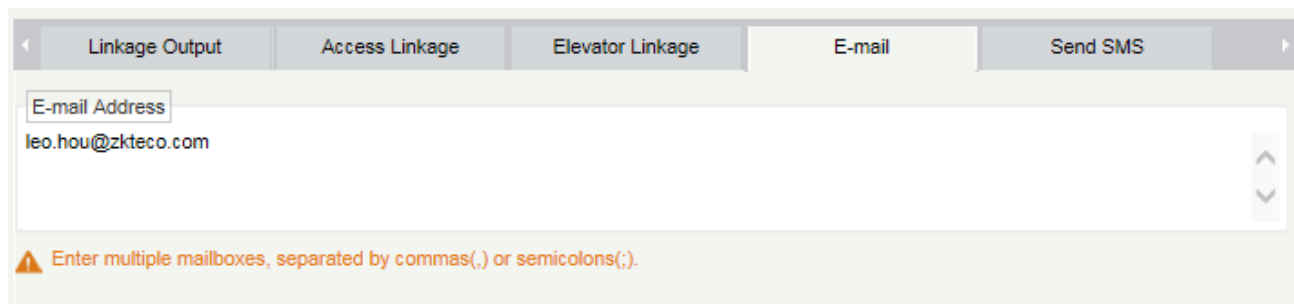 Linkage Output Access Linkage Elevator Linkage E-mail Send SMS
E-mail Address
leo.hou@zkteco.com
Enter multiple mailboxes, separated by commas(,) or semicolons(;).